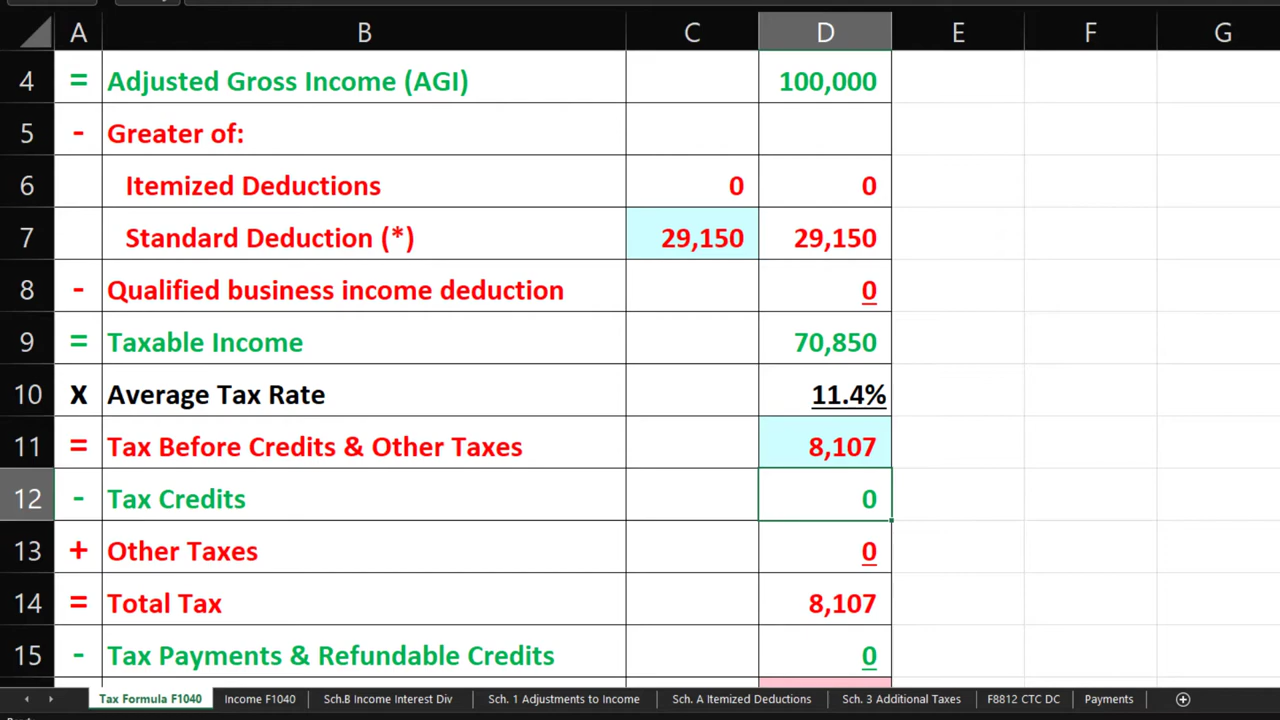 A B C D E F G
4 = Adjusted Gross Income (AGI) 100,000
5 - Greater of:
6 Itemized Deductions 0 0
7 Standard Deduction (*) 29,150 29,150
8 - Qualified business income deduction 0
9 = Taxable Income 70,850
10 X Average Tax Rate 11.4%
11 = Tax Before Credits & Other Taxes 8,107
12 - Tax Credits 0
13 + Other Taxes 0
14 = Total Tax 8,107
15 - Tax Payments & Refundable Credits 0
Tax Formula F1040 Income F1040 Sch.B Income Interest Div Sch. 1 Adjustments to Income Sch. A Itemized Deductions Sch. 3 Additional Taxes F8812 CTC DC Payments